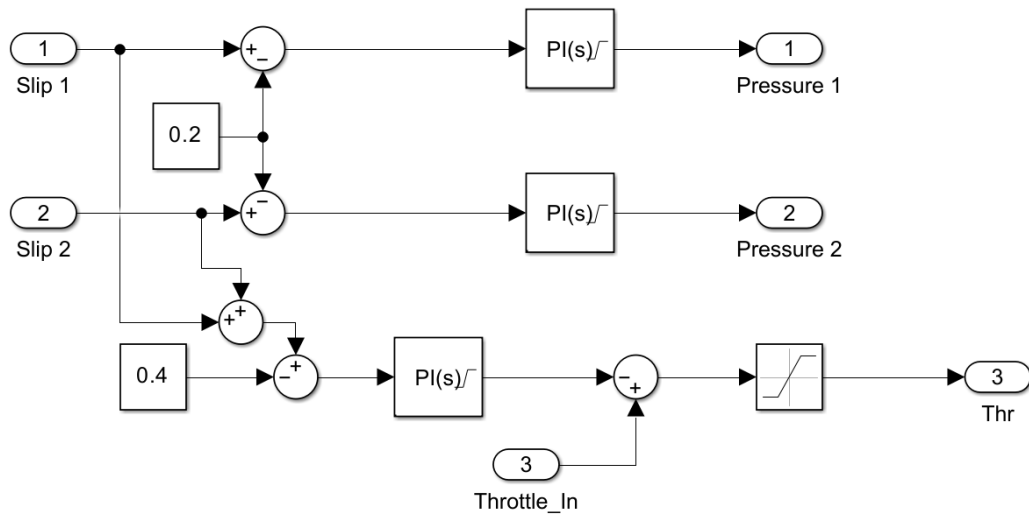 1
Slip 1
+
−
PI(s)
1
Pressure 1
0.2
2
Slip 2
+
−
PI(s)
2
Pressure 2
+
+
0.4
+
−
PI(s)
−
+
3
Thr
3
Throttle_In